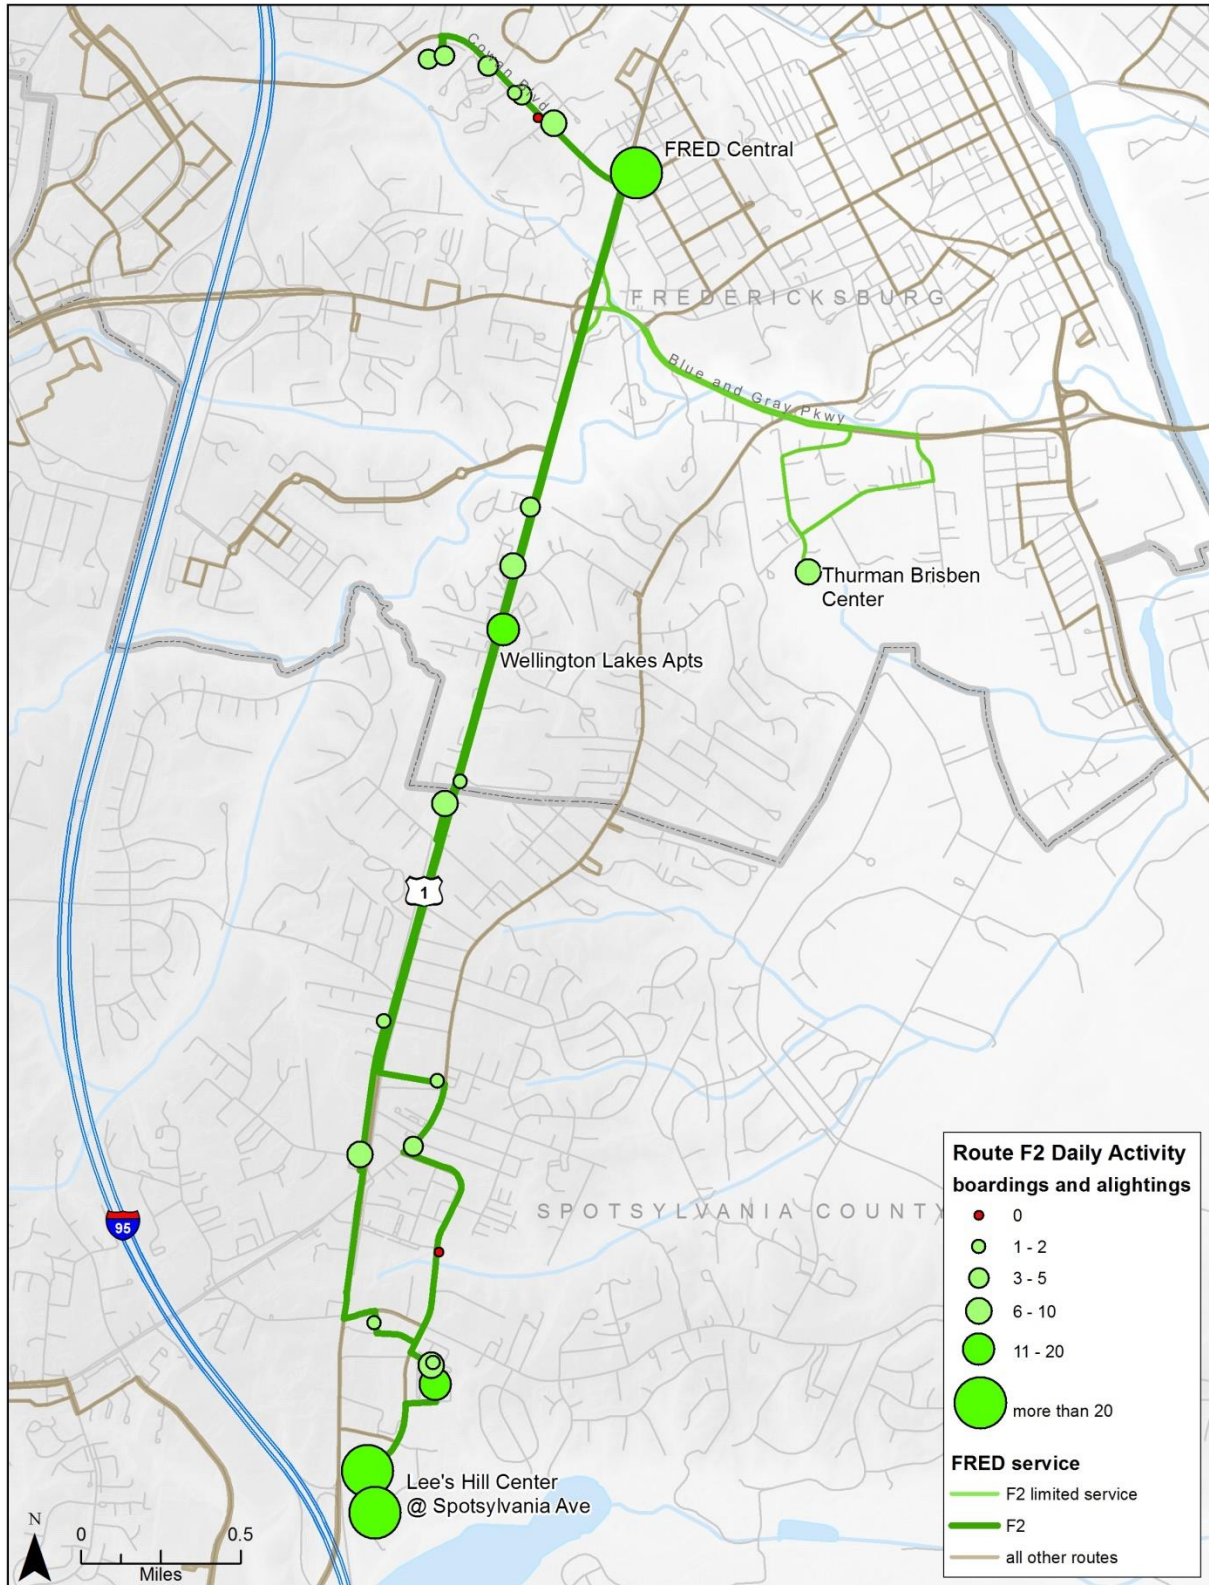 Cowan Blvd
FRED Central
FREDERICKSBURG
Blue and Gray Pkwy
Thurman Brisben
Center
Wellington Lakes Apts
1
SPOTSYLVANIA COUNTY
95
Lee's Hill Center
@ Spotsylvania Ave
N
0 0.5
Miles
Route F2 Daily Activity
boardings and alightings
0
1 - 2
3 - 5
6 - 10
11 - 20
more than 20
FRED service
F2 limited service
F2
all other routes